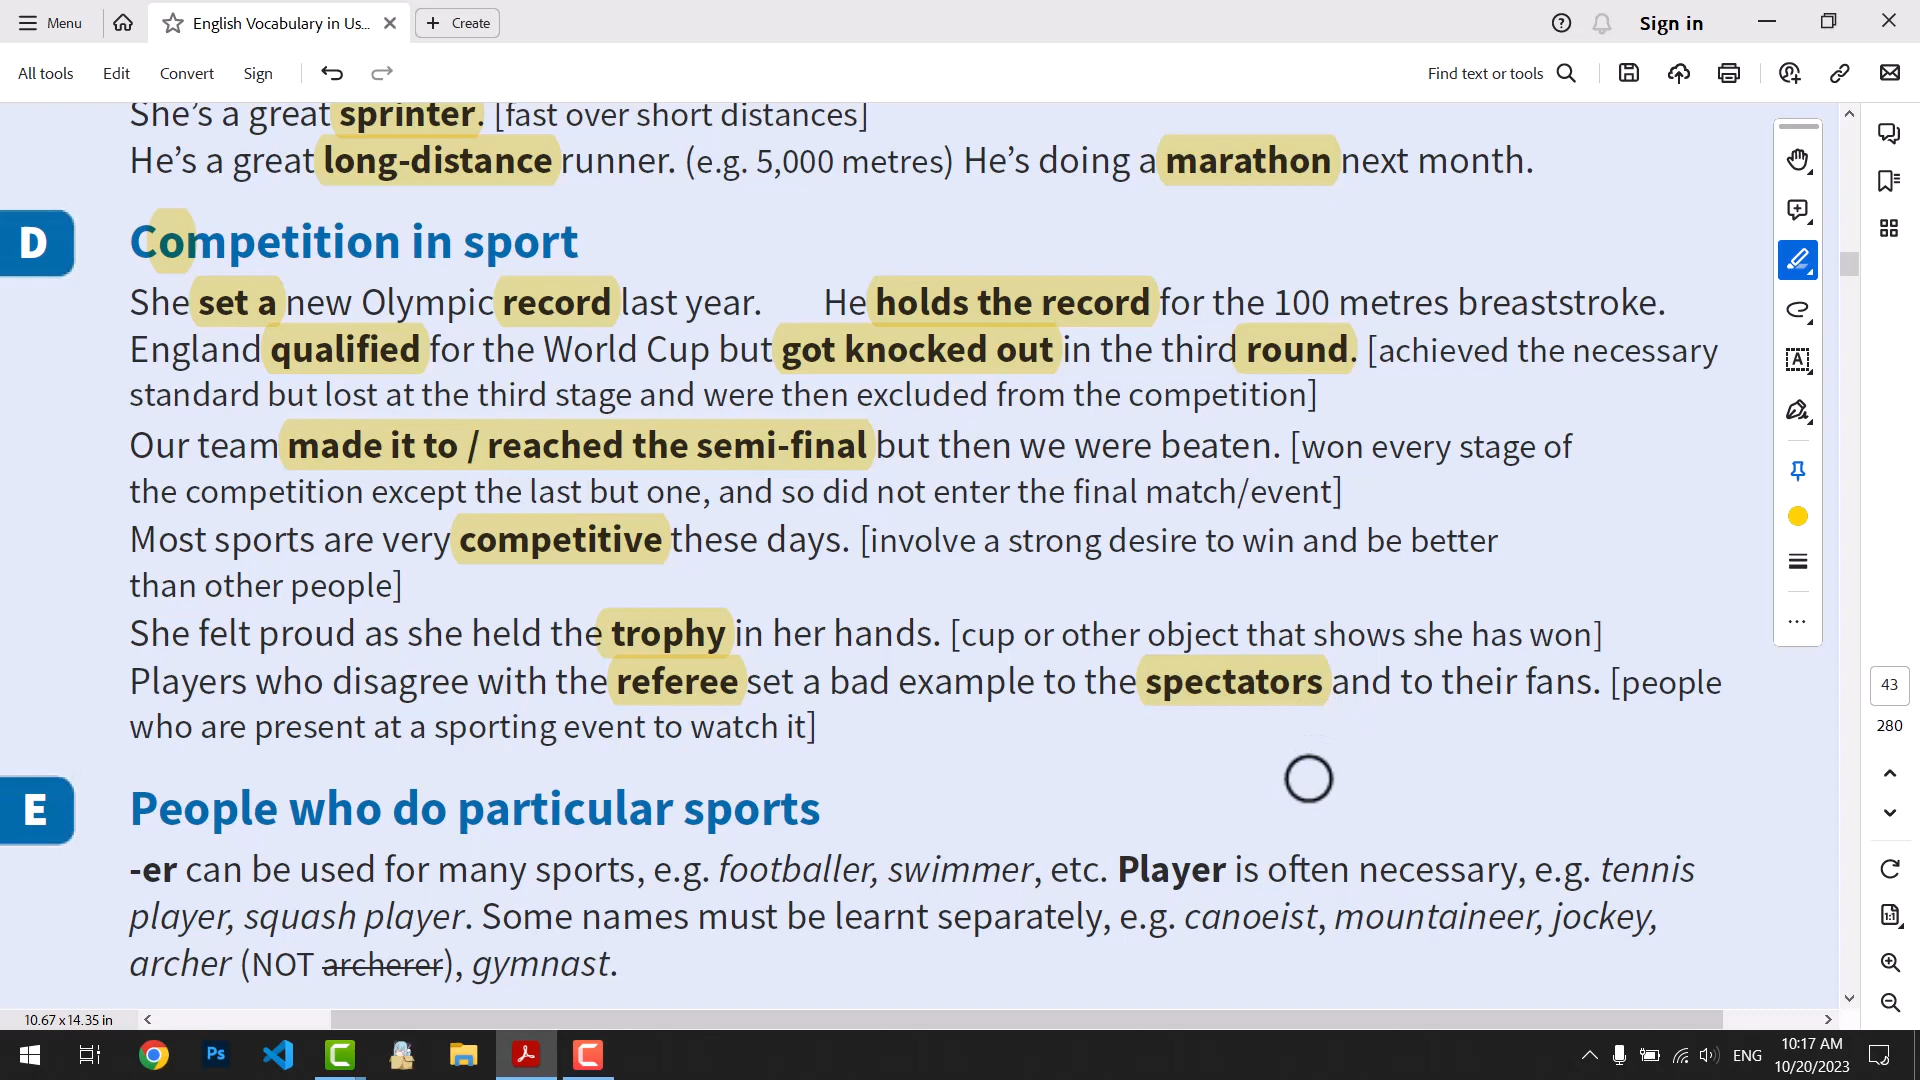 Menu
English Vocabulary in Us...
Create
Sign in
All tools
Edit
Convert
Sign
Find text or tools
She's a great sprinter. [fast over short distances]
He's a great long-distance runner. (e.g. 5,000 metres) He's doing a marathon next month.
D
Competition in sport
She set a new Olympic record last year. He holds the record for the 100 metres breaststroke.
England qualified for the World Cup but got knocked out in the third round. [achieved the necessary
standard but lost at the third stage and were then excluded from the competition]
Our team made it to / reached the semi-final but then we were beaten. [won every stage of
the competition except the last but one, and so did not enter the final match/event]
Most sports are very competitive these days. [involve a strong desire to win and be better
than other people]
She felt proud as she held the trophy in her hands. [cup or other object that shows she has won]
Players who disagree with the referee set a bad example to the spectators and to their fans. [people
who are present at a sporting event to watch it]
E
People who do particular sports
-er can be used for many sports, e.g. footballer, swimmer, etc. Player is often necessary, e.g. tennis
player, squash player. Some names must be learnt separately, e.g. canoeist, mountaineer, jockey,
archer (NOT archerer), gymnast.
43
280
10.67 x 14.35 in
Ps
ENG
10:17 AM
10/20/2023